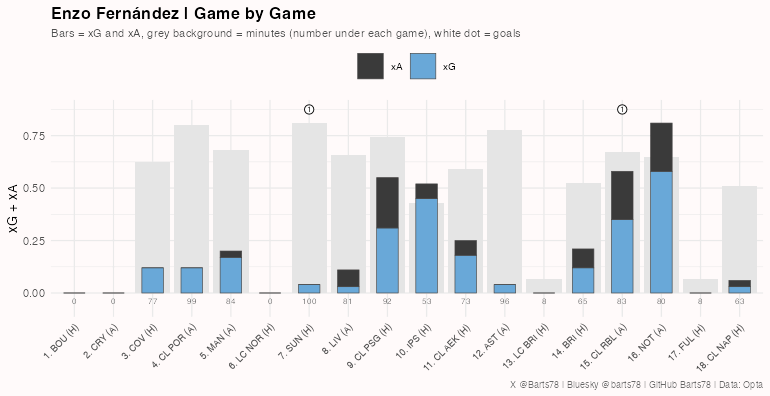 Enzo Fernández | Game by Game
Bars = xG and xA, grey background = minutes (number under each game), white dot = goals
xA xG
1 1
xG + xA
0.75
0.50
0.25
0.00
0 0 77 99 84 0 100 81 92 53 73 96 8 65 83 80 8 63
1. BOU (H)
2. CRY (A)
3. COV (H)
4. CL POR (A)
5. MAN (A)
6. LC NOR (H)
7. SUN (H)
8. LIV (A)
9. CL PSG (H)
10. IPS (H)
11. CL AEK (H)
12. AST (A)
13. LC BRI (H)
14. BRI (H)
15. CL RBL (A)
16. NOT (A)
17. FUL (H)
18. CL NAP (H)
X @Barts78 | Bluesky @barts78 | GitHub Barts78 | Data: Opta